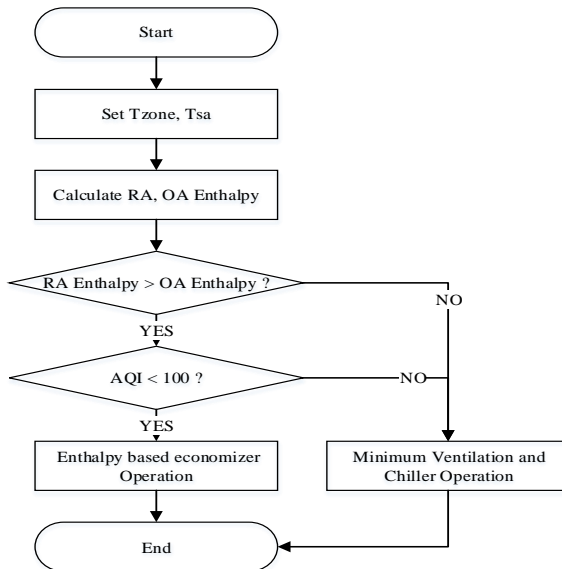 Start
Set Tzone, Tsa
Calculate RA, OA Enthalpy
RA Enthalpy > OA Enthalpy ?
NO
YES
AQI < 100 ?
NO
YES
Enthalpy based economizer
Operation
Minimum Ventilation and
Chiller Operation
End